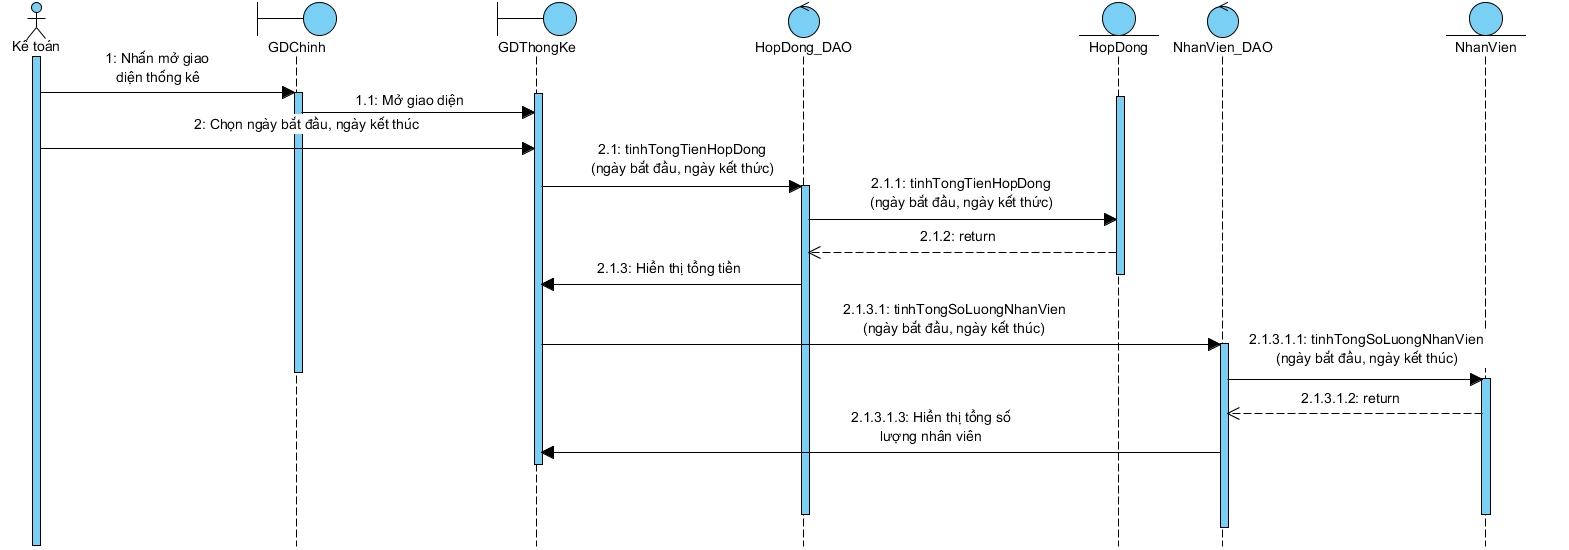 Kế toán
GDChinh
GDThongKe
HopDong_DAO
HopDong
NhanVien_DAO
NhanVien
1: Nhấn mở giao
diện thống kê
1.1: Mở giao diện
2: Chọn ngày bắt đầu, ngày kết thúc
2.1: tinhTongTienHopDong
(ngày bắt đầu, ngày kết thức)
2.1.1: tinhTongTienHopDong
(ngày bắt đầu, ngày kết thức)
2.1.2: return
2.1.3: Hiển thị tổng tiền
2.1.3.1: tinhTongSoLuongNhanVien
(ngày bắt đầu, ngày kết thúc)
2.1.3.1.1: tinhTongSoLuongNhanVien
(ngày bắt đầu, ngày kết thúc)
2.1.3.1.2: return
2.1.3.1.3: Hiển thị tổng số
lượng nhân viên